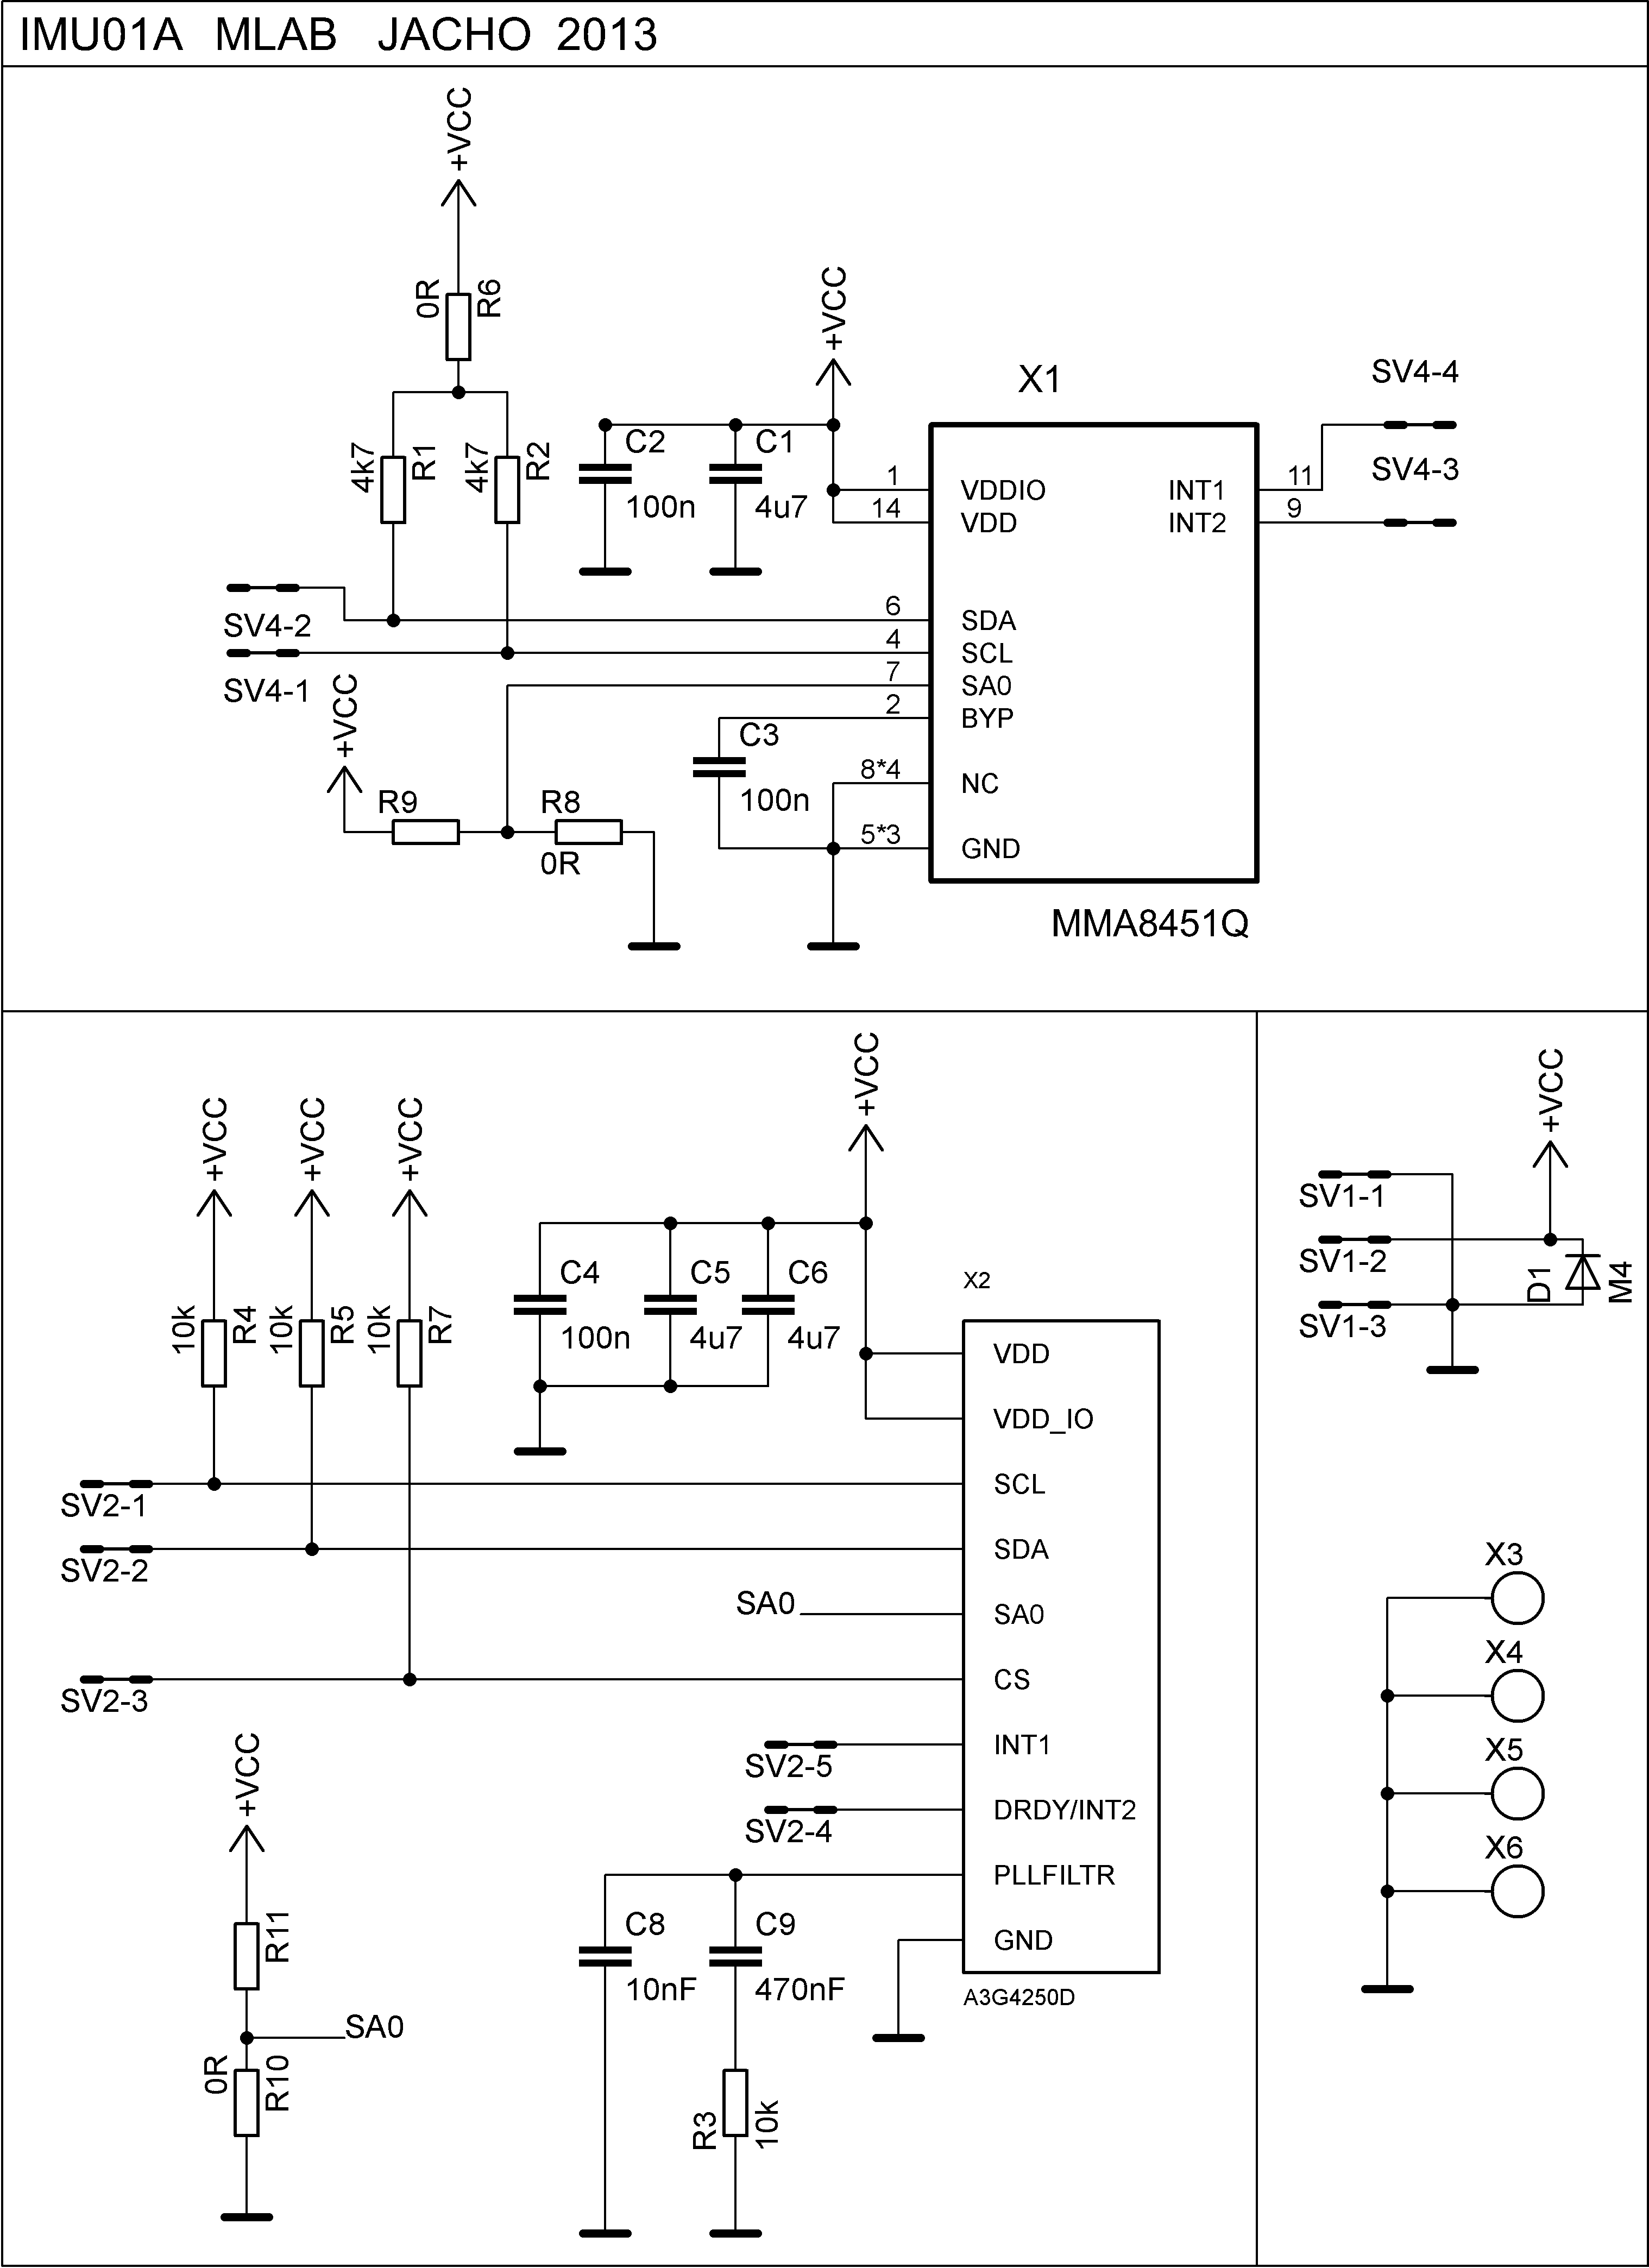 IMU01A MLAB JACHO 2013
+VCC
0R
R6
+VCC
4k7
R1
4k7
R2
C2
100n
C1
4u7
X1
1
VDDIO
14
VDD
INT1
11
INT2
9
SV4-4
SV4-3
SV4-2
SV4-1
6
SDA
4
SCL
7
SA0
2
BYP
8*4
NC
5*3
GND
+VCC
R9
R8
0R
C3
100n
MMA8451Q
+VCC
+VCC
+VCC
+VCC
10k
R4
10k
R5
10k
R7
C4
100n
C5
4u7
C6
4u7
X2
VDD
VDD_IO
SV2-1
SCL
SV2-2
SDA
SA0
SA0
SV2-3
CS
SV2-5
INT1
SV2-4
DRDY/INT2
PLLFILTR
GND
A3G4250D
+VCC
R11
SA0
0R
R10
C8
10nF
C9
470nF
R3
10k
+VCC
SV1-1
SV1-2
SV1-3
D1
M4
X3
X4
X5
X6